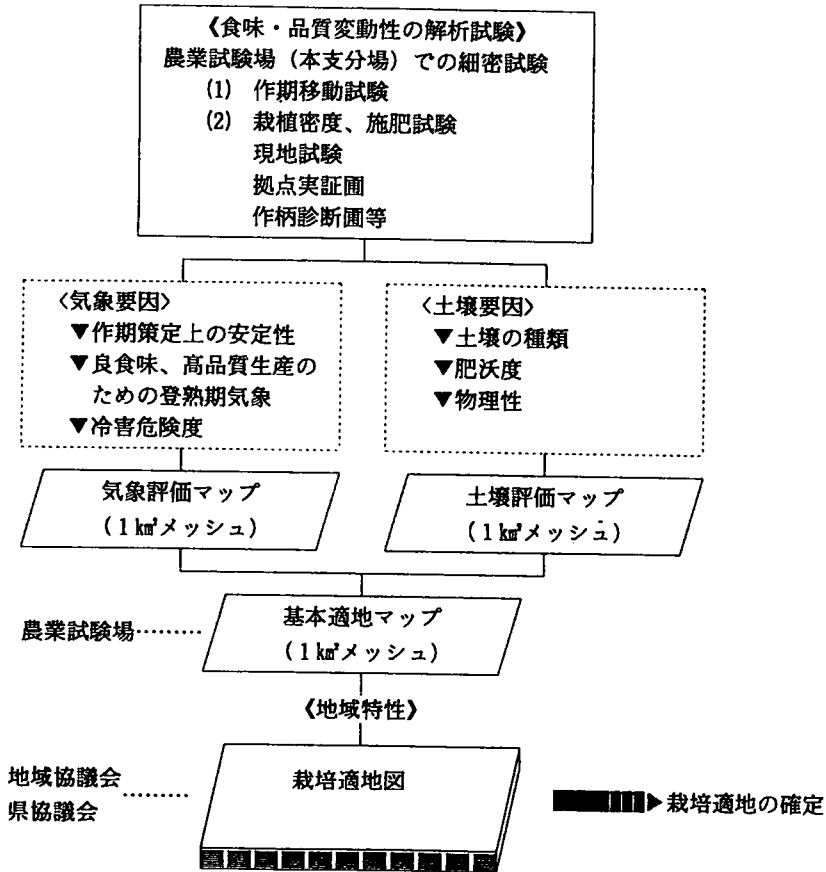 《食味・品質変動性の解析試験》
農業試験場（本支分場）での細密試験
(1) 作期移動試験
(2) 栽植密度、施肥試験
現地試験
拠点実証圃
作柄診断圃等
〈気象要因〉
▼作期策定上の安定性
▼良食味、高品質生産の
ための登熟期気象
▼冷害危険度
〈土壌要因〉
▼土壌の種類
▼肥沃度
▼物理性
気象評価マップ
（1㎢メッシュ）
土壌評価マップ
（1㎢メッシュ）
農業試験場………
基本適地マップ
（1㎢メッシュ）
《地域特性》
地域協議会
県協議会
………
栽培適地図
栽培適地の確定